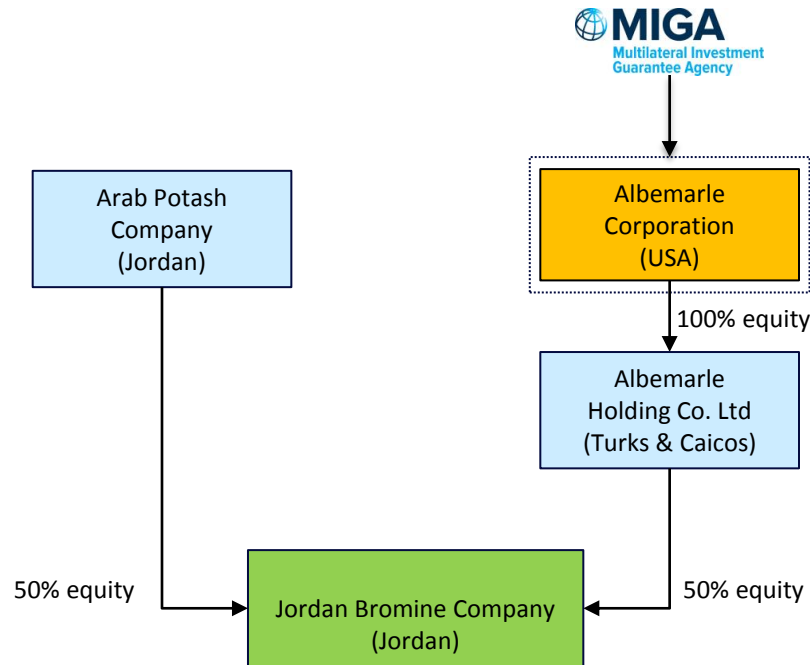 MIGA
Multilateral Investment
Guarantee Agency
Arab Potash
Company
(Jordan)
Albemarle
Corporation
(USA)
100% equity
Albemarle
Holding Co. Ltd
(Turks & Caicos)
50% equity
Jordan Bromine Company
(Jordan)
50% equity